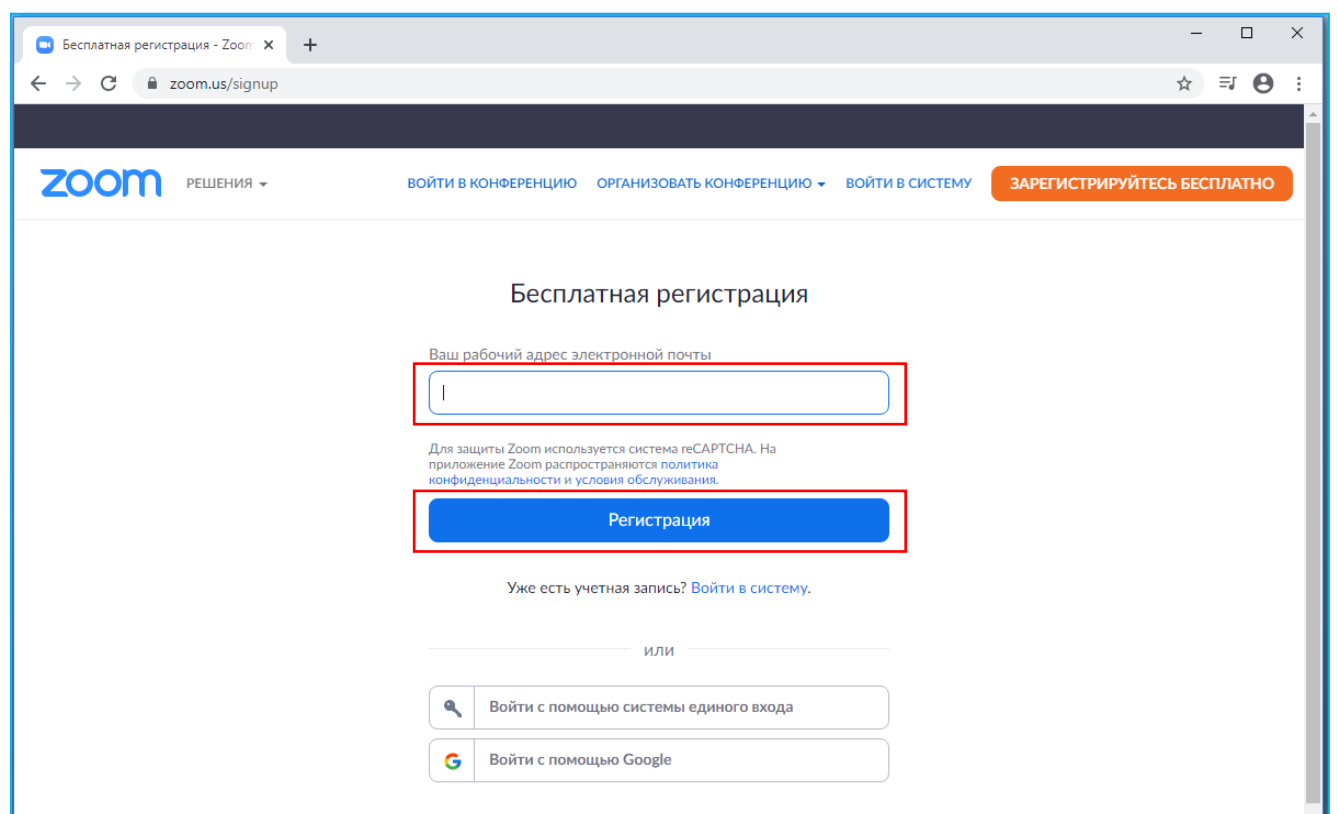 Бесплатная регистрация - Zoom
zoom.us/signup
zoom РЕШЕНИЯ ВОЙТИ В КОНФЕРЕНЦИЮ ОРГАНИЗОВАТЬ КОНФЕРЕНЦИЮ ВОЙТИ В СИСТЕМУ ЗАРЕГИСТРИРУЙТЕСЬ БЕСПЛАТНО
Бесплатная регистрация
Ваш рабочий адрес электронной почты
Для защиты Zoom используется система reCAPTCHA. На
приложение Zoom распространяются политика
конфиденциальности и условия обслуживания.
Регистрация
Уже есть учетная запись? Войти в систему.
или
Войти с помощью системы единого входа
Войти с помощью Google